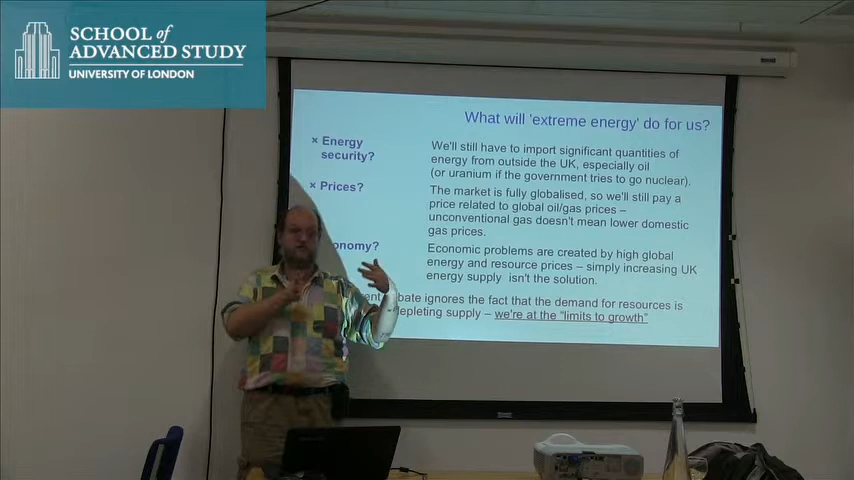 SCHOOL of
ADVANCED STUDY
UNIVERSITY OF LONDON
What will 'extreme energy' do for us?
× Energy
security?
We'll still have to import significant quantities of
energy from outside the UK, especially oil
(or uranium if the government tries to go nuclear).
× Prices?
The market is fully globalised, so we'll still pay a
price related to global oil/gas prices –
unconventional gas doesn't mean lower domestic
gas prices.
onomy?
Economic problems are created by high global
energy and resource prices – simply increasing UK
energy supply isn't the solution.
ent bate ignores the fact that the demand for resources is
epleting supply – we're at the "limits to growth"